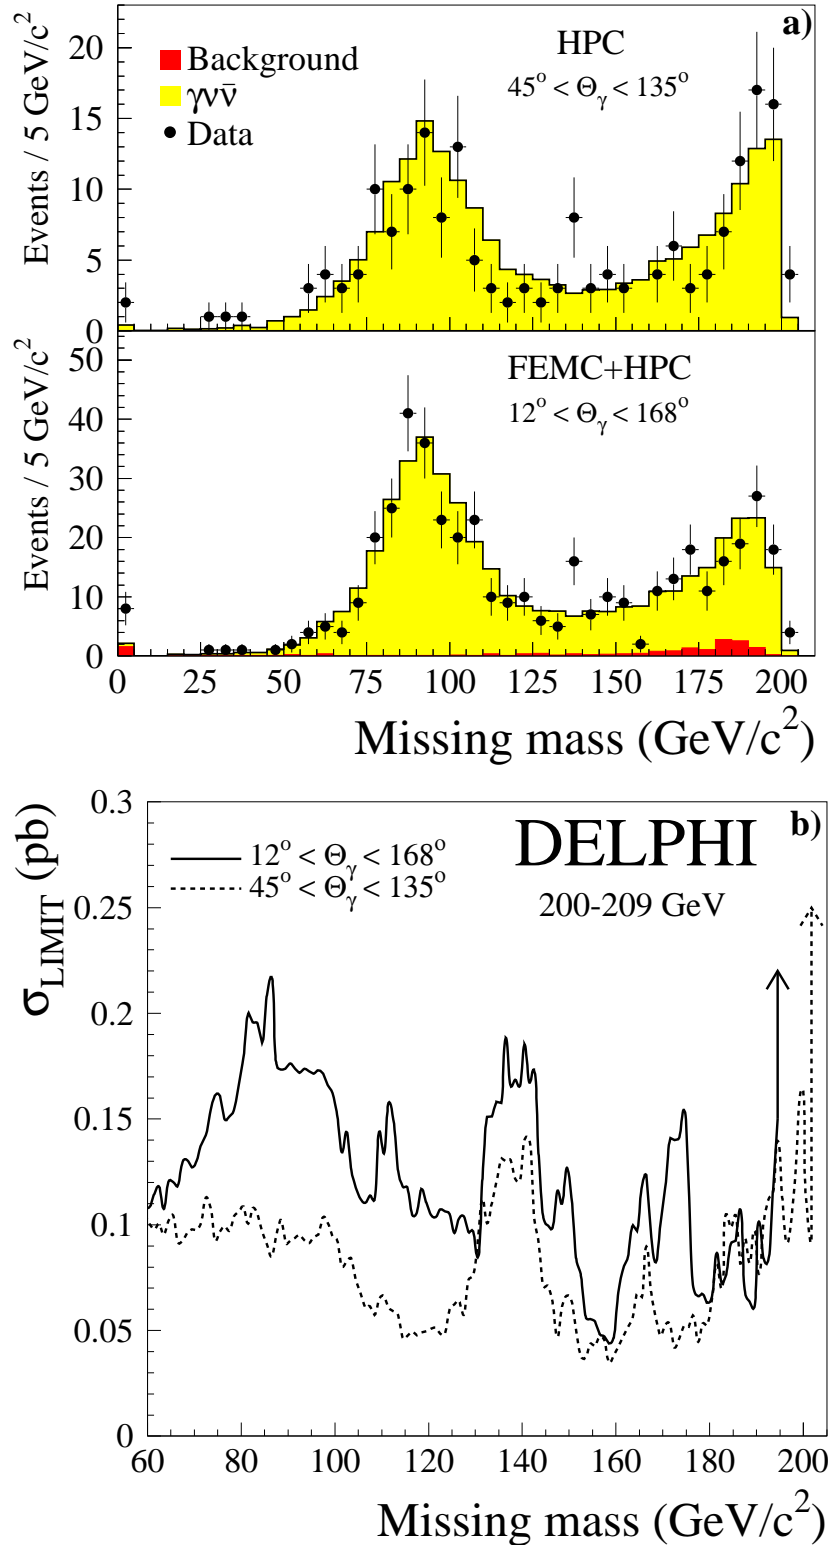 a)
HPC
45° < Θγ < 135°
Background
γνν̄
Data
Events / 5 GeV/c²
20
15
10
5
0
FEMC+HPC
12° < Θγ < 168°
Events / 5 GeV/c²
50
40
30
20
10
0
0 25 50 75 100 125 150 175 200
Missing mass (GeV/c²)
b)
DELPHI
200-209 GeV
12° < Θγ < 168°
45° < Θγ < 135°
σLIMIT (pb)
0.3
0.25
0.2
0.15
0.1
0.05
0
60 80 100 120 140 160 180 200
Missing mass (GeV/c²)